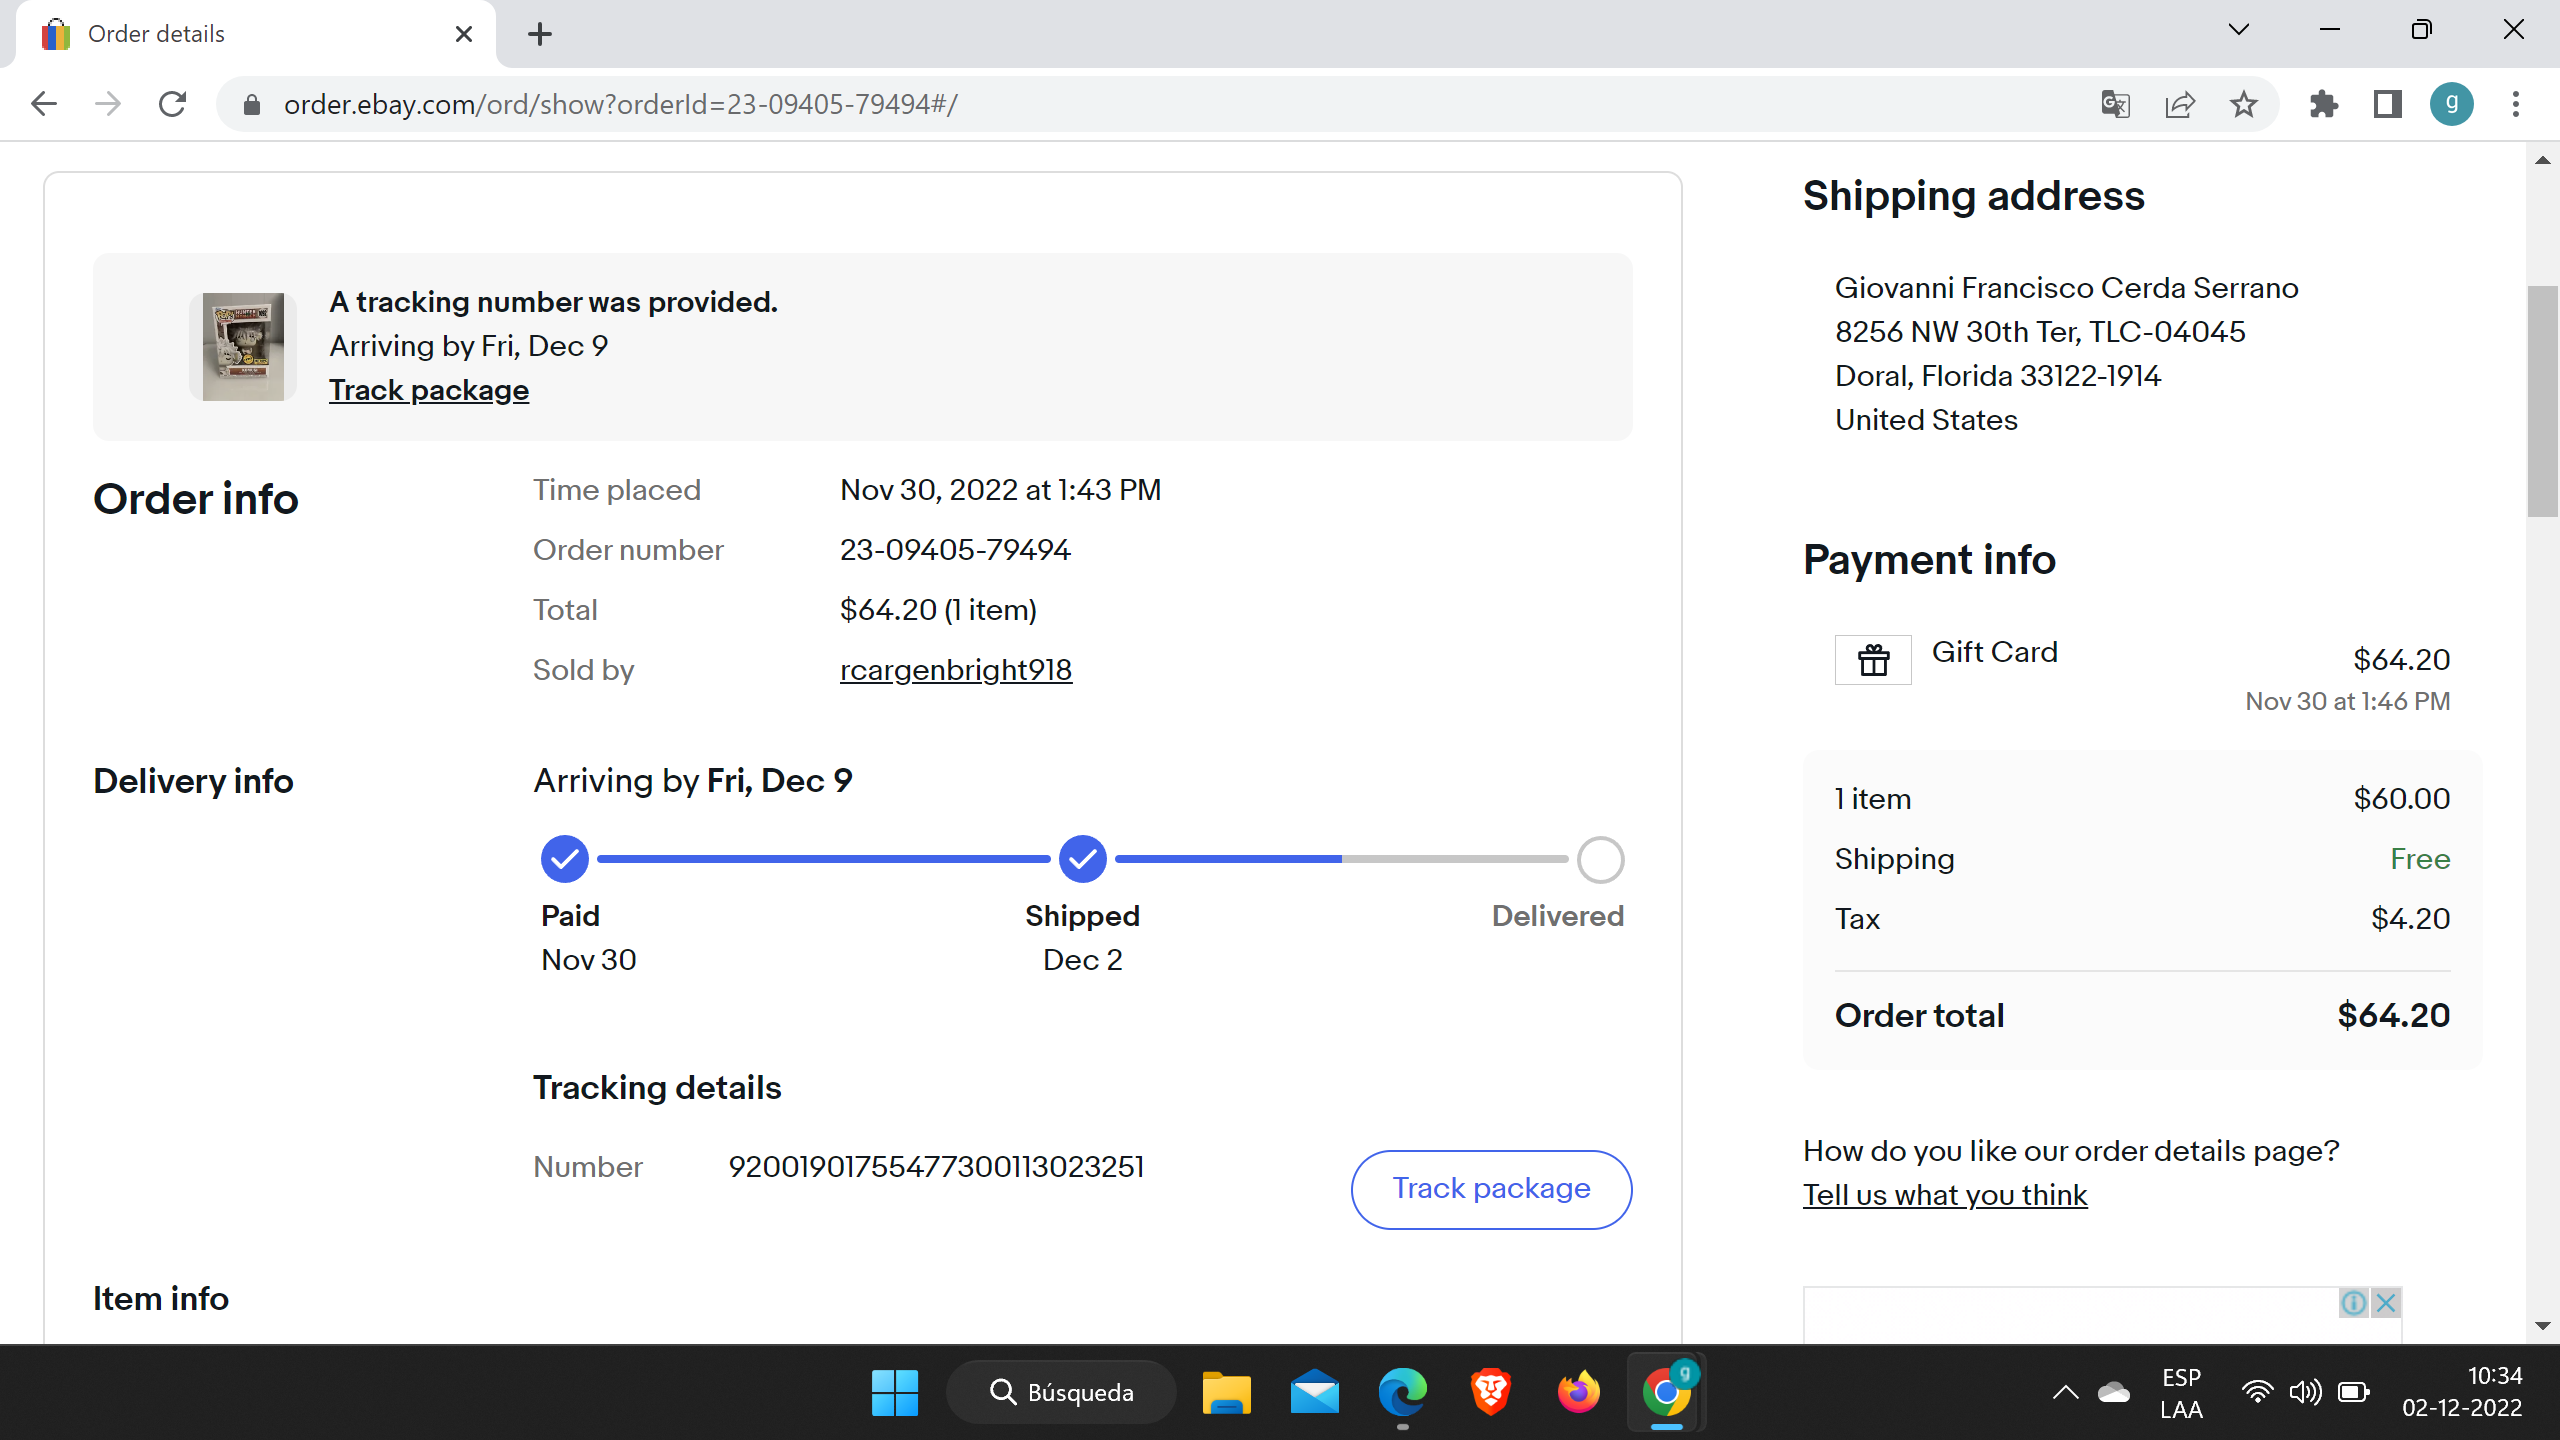 Order details
order.ebay.com/ord/show?orderId=23-09405-79494#/
g
A tracking number was provided.
Arriving by Fri, Dec 9
Track package
Order info
Time placed
Nov 30, 2022 at 1:43 PM
Order number
23-09405-79494
Total
$64.20 (1 item)
Sold by
rcargenbright918
Delivery info
Arriving by Fri, Dec 9
Paid
Nov 30
Shipped
Dec 2
Delivered
Tracking details
Number
92001901755477300113023251
Track package
Item info
Shipping address
Giovanni Francisco Cerda Serrano
8256 NW 30th Ter, TLC-04045
Doral, Florida 33122-1914
United States
Payment info
Gift Card
$64.20
Nov 30 at 1:46 PM
1 item
$60.00
Shipping
Free
Tax
$4.20
Order total
$64.20
How do you like our order details page?
Tell us what you think
Búsqueda
g
ESP
LAA
10:34
02-12-2022